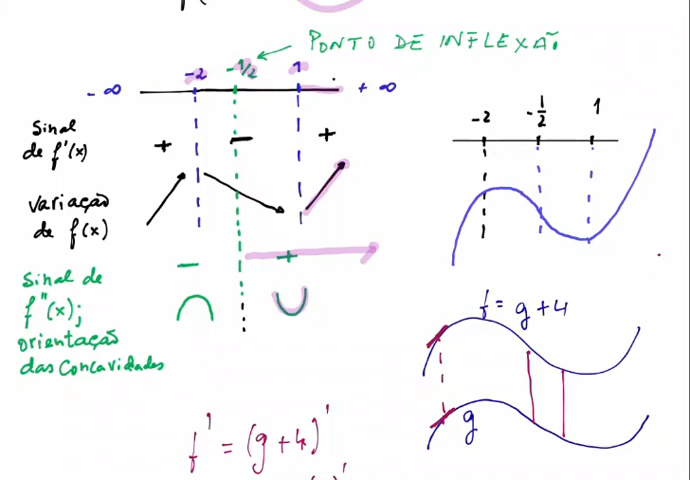 PONTO DE INFLEXÃO
-2 -1/2 1
-∞ +∞
Sinal
de f'(x) + - +
Variação
de f(x)
Sinal de
f"(x); - +
orientação
das Concavidades
-2 -1/2 1
f = g+4
g
f' = (g+4)'